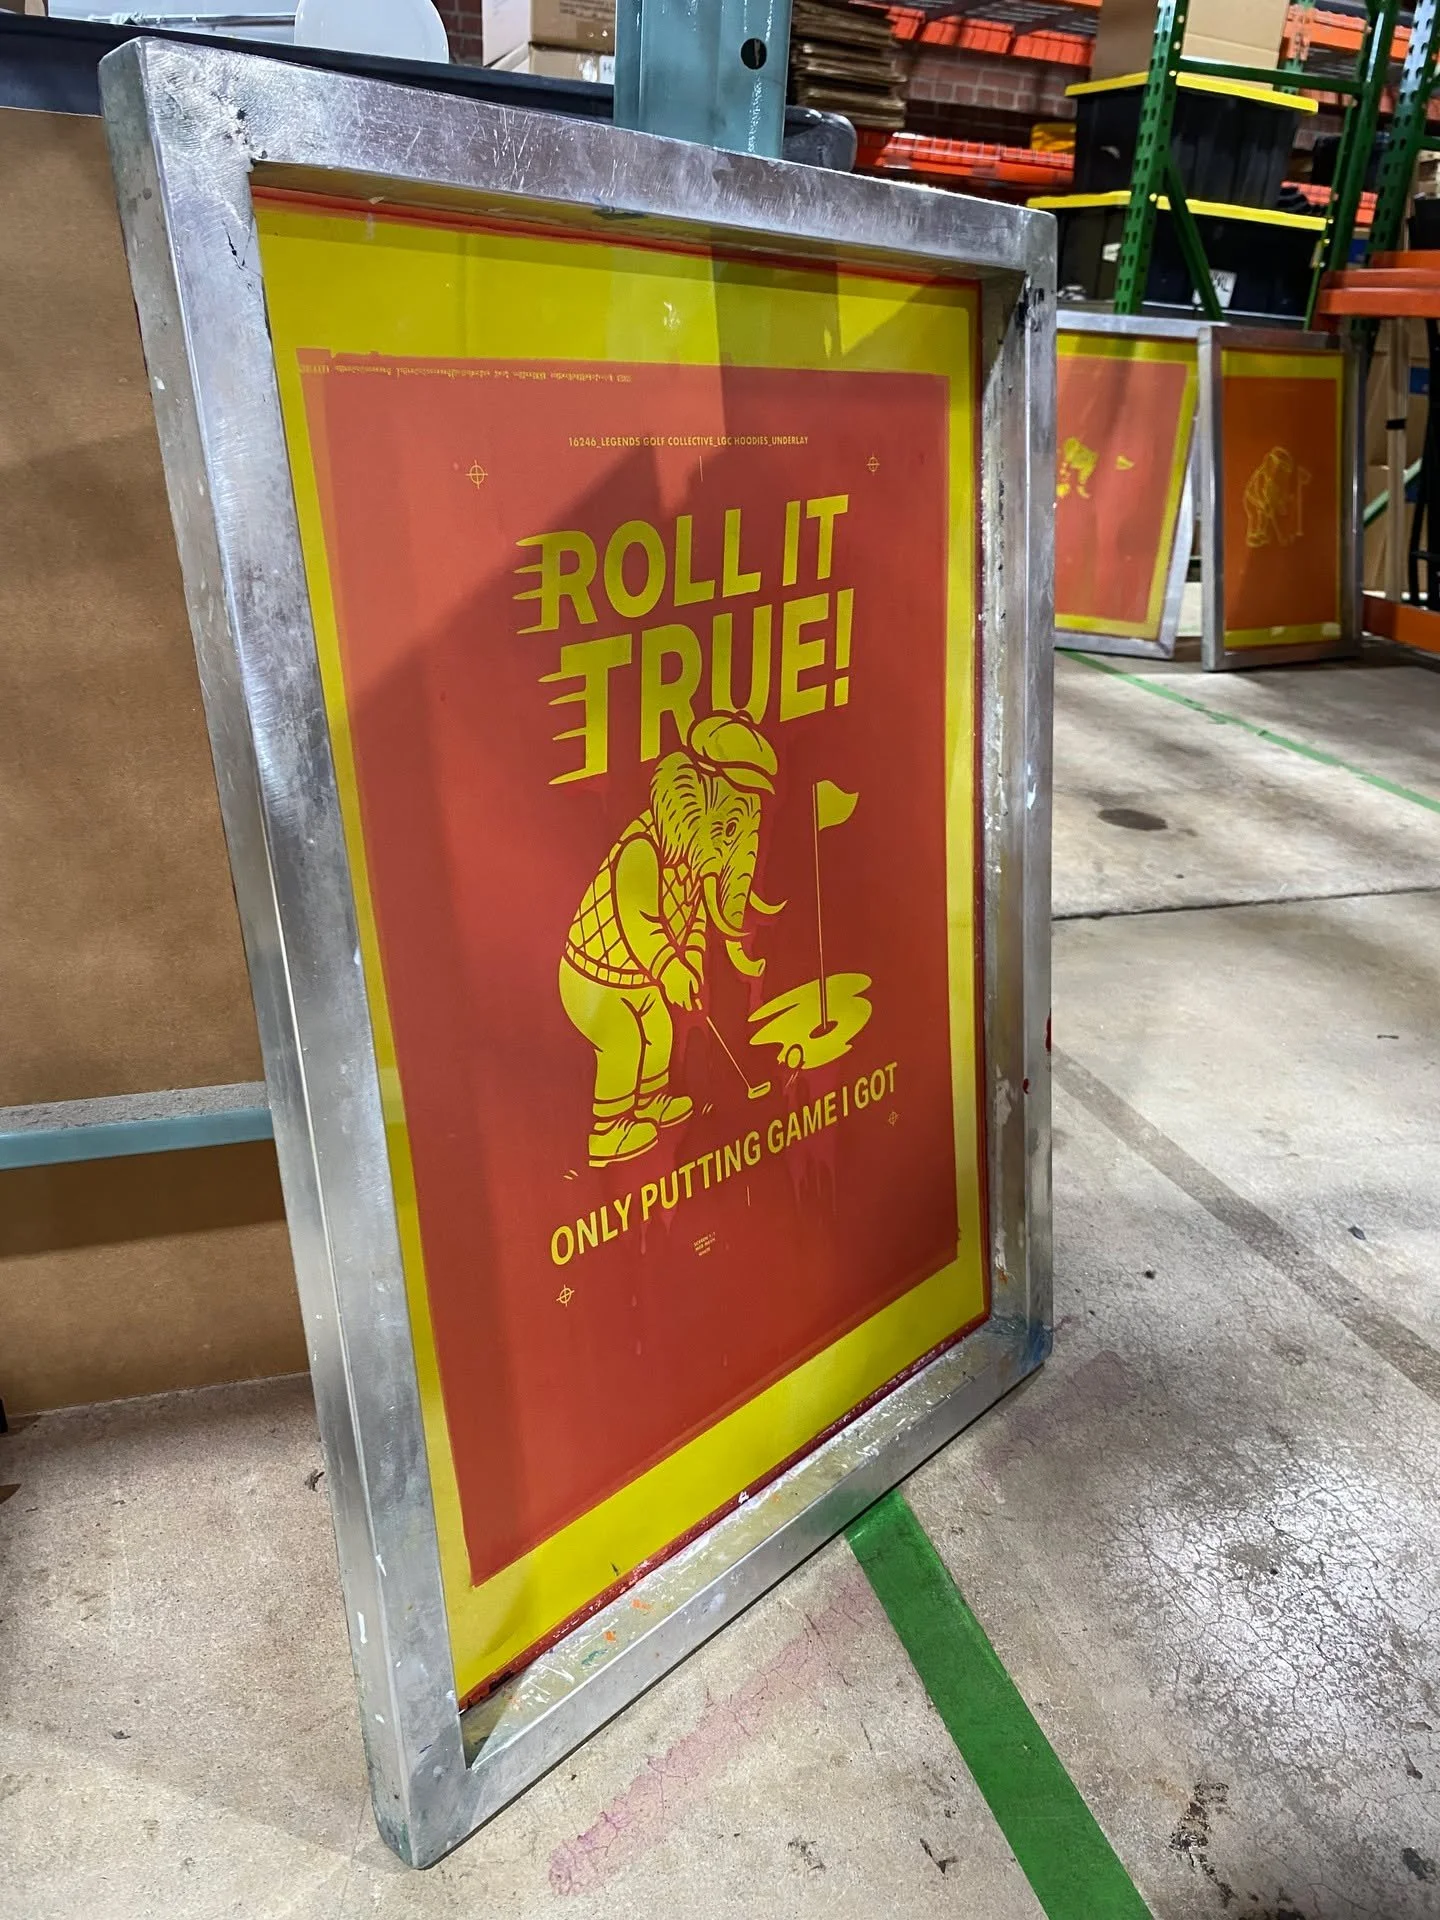 16246_LEGENDS GOLF COLLECTIVE_LGC HOODIES_UNDERLAY
ROLL IT
TRUE!
ONLY PUTTING GAME I GOT